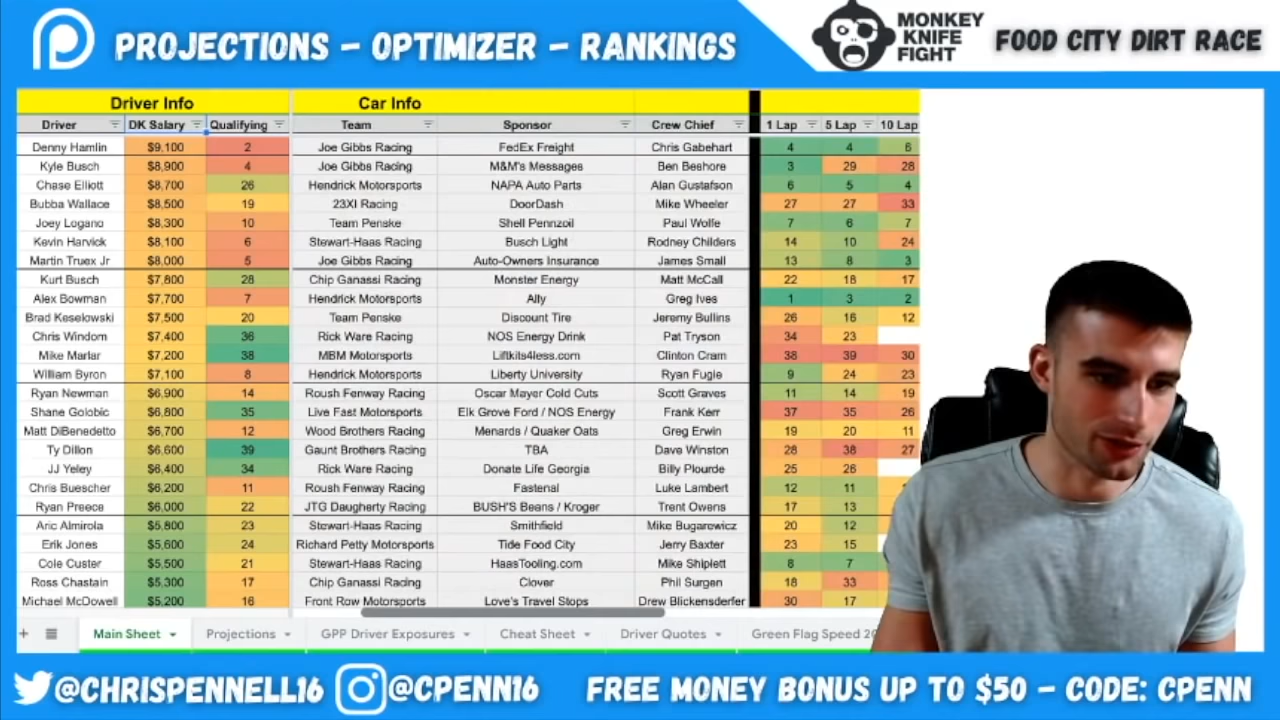 PROJECTIONS - OPTIMIZER - RANKINGS
MONKEY
KNIFE
FIGHT
FOOD CITY DIRT RACE
Driver Info Car Info
Driver DK Salary Qualifying Team Sponsor Crew Chief 1 Lap 5 Lap 10 Lap
Denny Hamlin $9,100 2 Joe Gibbs Racing FedEx Freight Chris Gabehart 4 4 6
Kyle Busch $8,900 4 Joe Gibbs Racing M&M's Messages Ben Beshore 3 29 28
Chase Elliott $8,700 26 Hendrick Motorsports NAPA Auto Parts Alan Gustafson 6 5 4
Bubba Wallace $8,500 19 23XI Racing DoorDash Mike Wheeler 27 27 33
Joey Logano $8,300 10 Team Penske Shell Pennzoil Paul Wolfe 7 6 7
Kevin Harvick $8,100 6 Stewart-Haas Racing Busch Light Rodney Childers 14 10 24
Martin Truex Jr $8,000 5 Joe Gibbs Racing Auto-Owners Insurance James Small 13 8 3
Kurt Busch $7,800 28 Chip Ganassi Racing Monster Energy Matt McCall 22 18 17
Alex Bowman $7,700 7 Hendrick Motorsports Ally Greg Ives 1 3 2
Brad Keselowski $7,500 20 Team Penske Discount Tire Jeremy Bullins 26 16 12
Chris Windom $7,400 36 Rick Ware Racing NOS Energy Drink Pat Tryson 34 23
Mike Marlar $7,200 38 MBM Motorsports Liftkits4less.com Clinton Cram 38 39 30
William Byron $7,100 8 Hendrick Motorsports Liberty University Ryan Fugle 9 24 23
Ryan Newman $6,900 14 Roush Fenway Racing Oscar Mayer Cold Cuts Scott Graves 11 14 19
Shane Golobic $6,800 35 Live Fast Motorsports Elk Grove Ford / NOS Energy Frank Kerr 37 35 26
Matt DiBenedetto $6,700 12 Wood Brothers Racing Menards / Quaker Oats Greg Erwin 19 20 11
Ty Dillon $6,600 39 Gaunt Brothers Racing TBA Dave Winston 28 38 27
JJ Yeley $6,400 34 Rick Ware Racing Donate Life Georgia Billy Plourde 25 26
Chris Buescher $6,200 11 Roush Fenway Racing Fastenal Luke Lambert 12 11
Ryan Preece $6,000 22 JTG Daugherty Racing BUSH'S Beans / Kroger Trent Owens 17 13
Aric Almirola $5,800 23 Stewart-Haas Racing Smithfield Mike Bugarewicz 20 12
Erik Jones $5,600 24 Richard Petty Motorsports Tide Food City Jerry Baxter 23 15
Cole Custer $5,500 21 Stewart-Haas Racing HaasTooling.com Mike Shiplett 8 7
Ross Chastain $5,300 17 Chip Ganassi Racing Clover Phil Surgen 18 33
Michael McDowell $5,200 16 Front Row Motorsports Love's Travel Stops Drew Blickensderfer 30 17
+ Main Sheet Projections GPP Driver Exposures Cheat Sheet Driver Quotes Green Flag Speed
@CHRISPENNELL16 @CPENN16 FREE MONEY BONUS UP TO $50 - CODE: CPENN